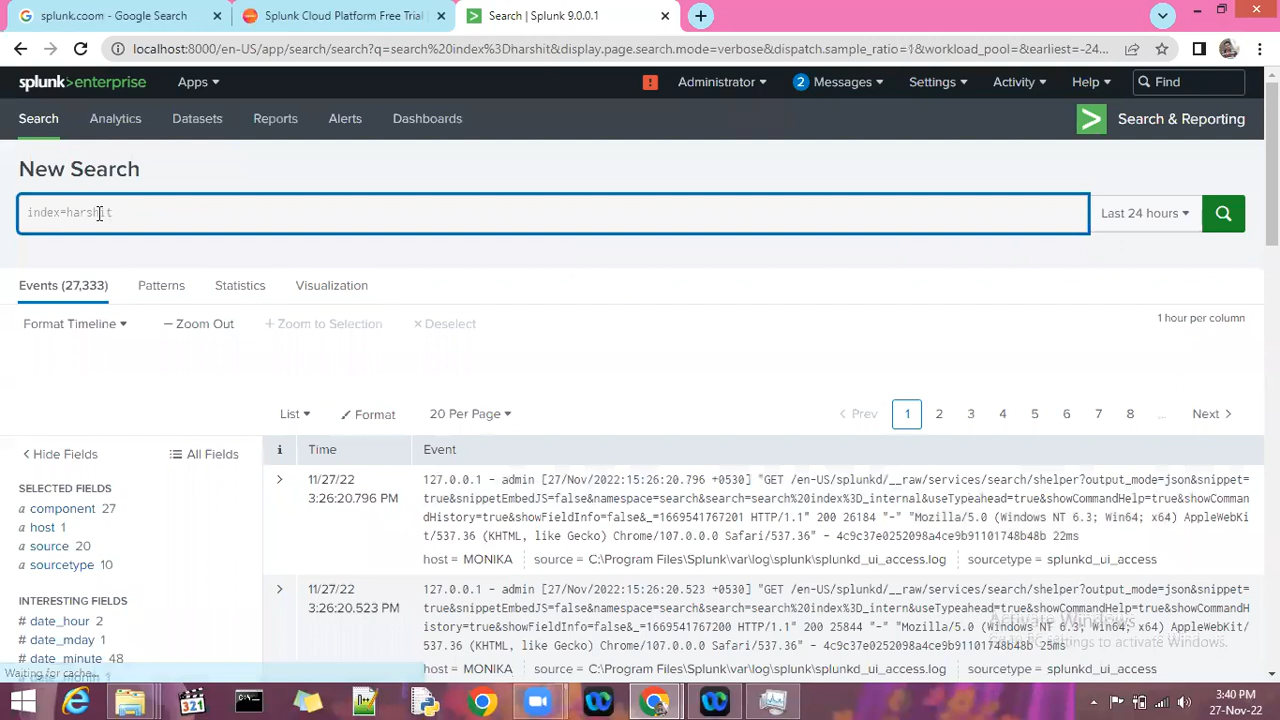 splunk.com - Google Search
Splunk Cloud Platform Free Trial
Search | Splunk 9.0.0.1
localhost:8000/en-US/app/search/search?q=search%20index%3Dharshit&display.page.search.mode=verbose&dispatch.sample_ratio=1&workload_pool=&earliest=-24...
splunk>enterprise Apps Administrator 2 Messages Settings Activity Help Find
Search Analytics Datasets Reports Alerts Dashboards Search & Reporting
New Search
index=harshit
Last 24 hours
Events (27,333) Patterns Statistics Visualization
Format Timeline – Zoom Out + Zoom to Selection × Deselect
1 hour per column
List Format 20 Per Page < Prev 1 2 3 4 5 6 7 8 ... Next >
< Hide Fields All Fields
i Time Event
SELECTED FIELDS
a component 27
a host 1
a source 20
a sourcetype 10
INTERESTING FIELDS
# date_hour 2
# date_mday 1
# date_minute 48
11/27/22
3:26:20.796 PM
127.0.0.1 - admin [27/Nov/2022:15:26:20.796 +0530] "GET /en-US/splunkd/__raw/services/search/shelper?output_mode=json&snippet=
true&snippetEmbedJS=false&namespace=search&search=search%20index%3D_internal&useTypeahead=true&showCommandHelp=true&showComman
dHistory=true&showFieldInfo=false&_=1669541767201 HTTP/1.1" 200 26184 "-" "Mozilla/5.0 (Windows NT 6.3; Win64; x64) AppleWebKi
t/537.36 (KHTML, like Gecko) Chrome/107.0.0.0 Safari/537.36" - 4c9c37e0252098a4ce9b91101748b48b 22ms
host = MONIKA source = C:\Program Files\Splunk\var\log\splunk\splunkd_ui_access.log sourcetype = splunkd_ui_access
11/27/22
3:26:20.523 PM
127.0.0.1 - admin [27/Nov/2022:15:26:20.523 +0530] "GET /en-US/splunkd/__raw/services/search/shelper?output_mode=json&snippet=
true&snippetEmbedJS=false&namespace=search&search=search%20index%3D_intern&useTypeahead=true&showCommandHelp=true&showCommandH
istory=true&showFieldInfo=false&_=1669541767200 HTTP/1.1" 200 25844 "-" "Mozilla/5.0 (Windows NT 6.3; Win64; x64) AppleWebKit/
537.36 (KHTML, like Gecko) Chrome/107.0.0.0 Safari/537.36" - 4c9c37e0252098a4ce9b91101748b48b 25ms
host = MONIKA source = C:\Program Files\Splunk\var\log\splunk\splunkd_ui_access.log sourcetype = splunkd_ui_access
Activate Windows
Go to PC settings to activate Windows.
Waiting for cache...
321
3:40 PM
27-Nov-22